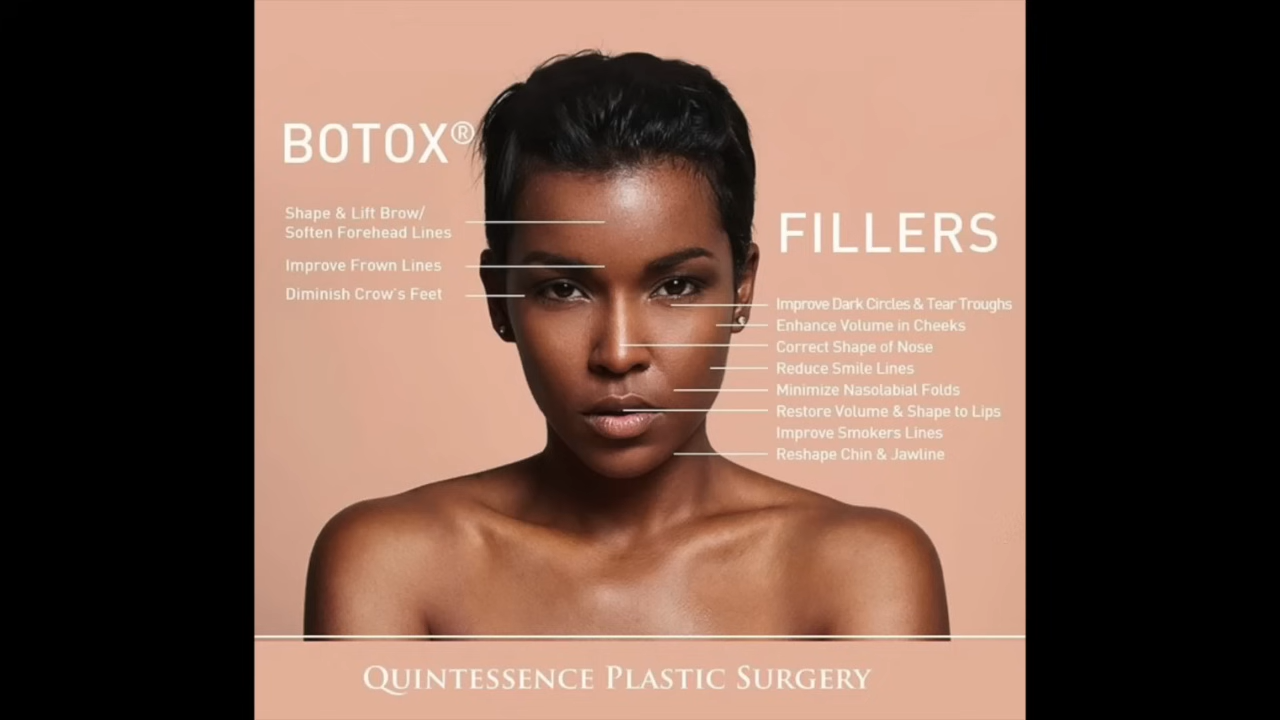 BOTOX®
Shape & Lift Brow/
Soften Forehead Lines
Improve Frown Lines
Diminish Crow's Feet
FILLERS
Improve Dark Circles & Tear Troughs
Enhance Volume in Cheeks
Correct Shape of Nose
Reduce Smile Lines
Minimize Nasolabial Folds
Restore Volume & Shape to Lips
Improve Smokers Lines
Reshape Chin & Jawline
QUINTESSENCE PLASTIC SURGERY